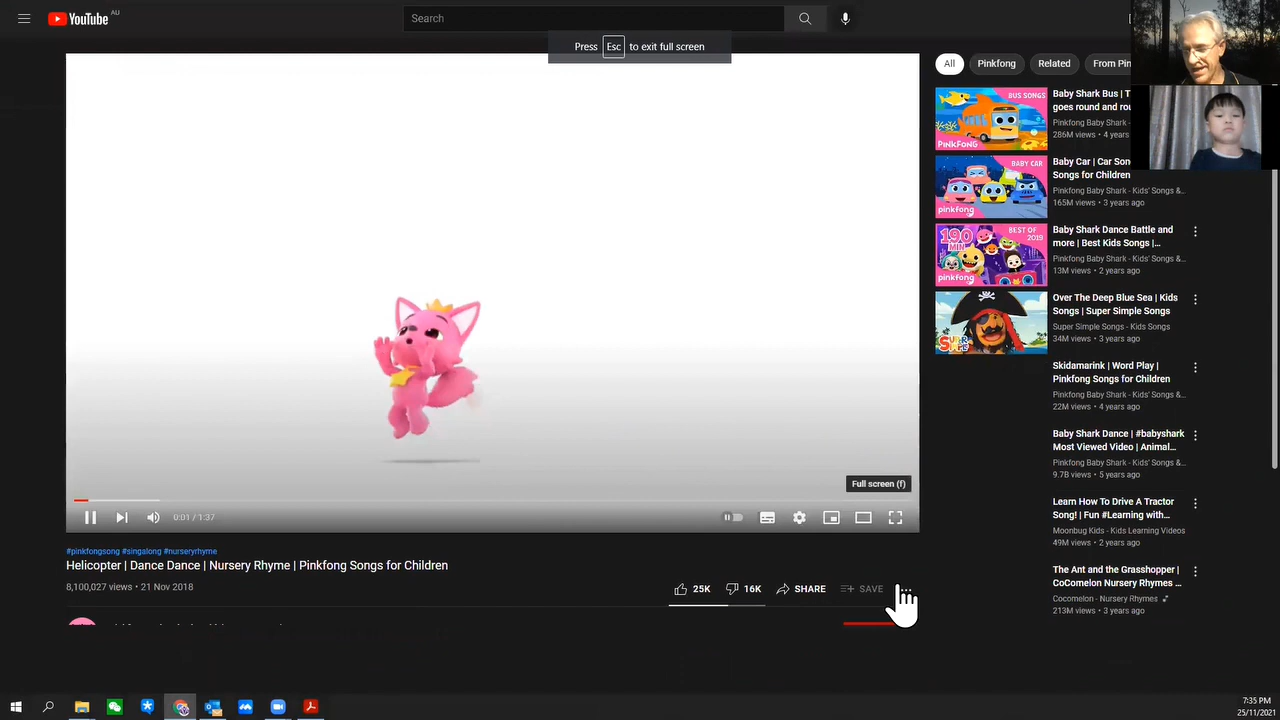 YouTube AU
Search
Press Esc to exit full screen
All
Pinkfong
Related
From Pin
Full screen (f)
0:01 / 1:37
#pinkfongsong #singalong #nurseryrhyme
Helicopter | Dance Dance | Nursery Rhyme | Pinkfong Songs for Children
8,100,027 views • 21 Nov 2018
25K
16K
SHARE
SAVE
BUS SONGS
PINKFONG
Baby Shark Bus | T
goes round and rou
Pinkfong Baby Shark - Kid
286M views • 4 years
BABY CAR
pinkfong
Baby Car | Car Son
Songs for Children
Pinkfong Baby Shark - Kids' Songs &...
165M views • 3 years ago
190 MIN
BEST OF 2019
pinkfong
Baby Shark Dance Battle and
more | Best Kids Songs |...
Pinkfong Baby Shark - Kids' Songs &...
13M views • 2 years ago
Over The Deep Blue Sea | Kids
Songs | Super Simple Songs
Super Simple Songs - Kids Songs
34M views • 3 years ago
Skidamarink | Word Play |
Pinkfong Songs for Children
Pinkfong Baby Shark - Kids' Songs &...
22M views • 4 years ago
Baby Shark Dance | #babyshark
Most Viewed Video | Animal...
Pinkfong Baby Shark - Kids' Songs &...
9.7B views • 5 years ago
Learn How To Drive A Tractor
Song! | Fun #Learning with...
Moonbug Kids - Kids Learning Videos
49M views • 2 years ago
The Ant and the Grasshopper |
CoComelon Nursery Rhymes ...
Cocomelon - Nursery Rhymes
213M views • 3 years ago
7:35 PM
25/11/2021